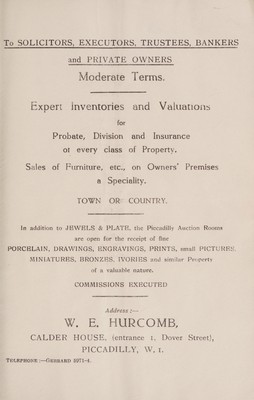 To SOLICITORS, EXECUTORS, TRUSTEES, BANKERS
and PRIVATE OWNERS
Moderate Terms.
Expert Inventories and Valuations
for
Probate, Division and Insurance
of every class of Property.
Sales of Furniture, etc., on Owners' Premises
a Speciality.
TOWN OR COUNTRY.
In addition to JEWELS & PLATE, the Piccadilly Auction Rooms
are open for the receipt of fine
PORCELAIN, DRAWINGS, ENGRAVINGS, PRINTS, small PICTURES,
MINIATURES, BRONZES, IVORIES and similar Property
of a valuable nature.
COMMISSIONS EXECUTED
Address :—
W. E. HURCOMB,
CALDER HOUSE, (entrance 1, Dover Street),
PICCADILLY, W, 1.
TELEPHONE :—GERRARD 5971-4.